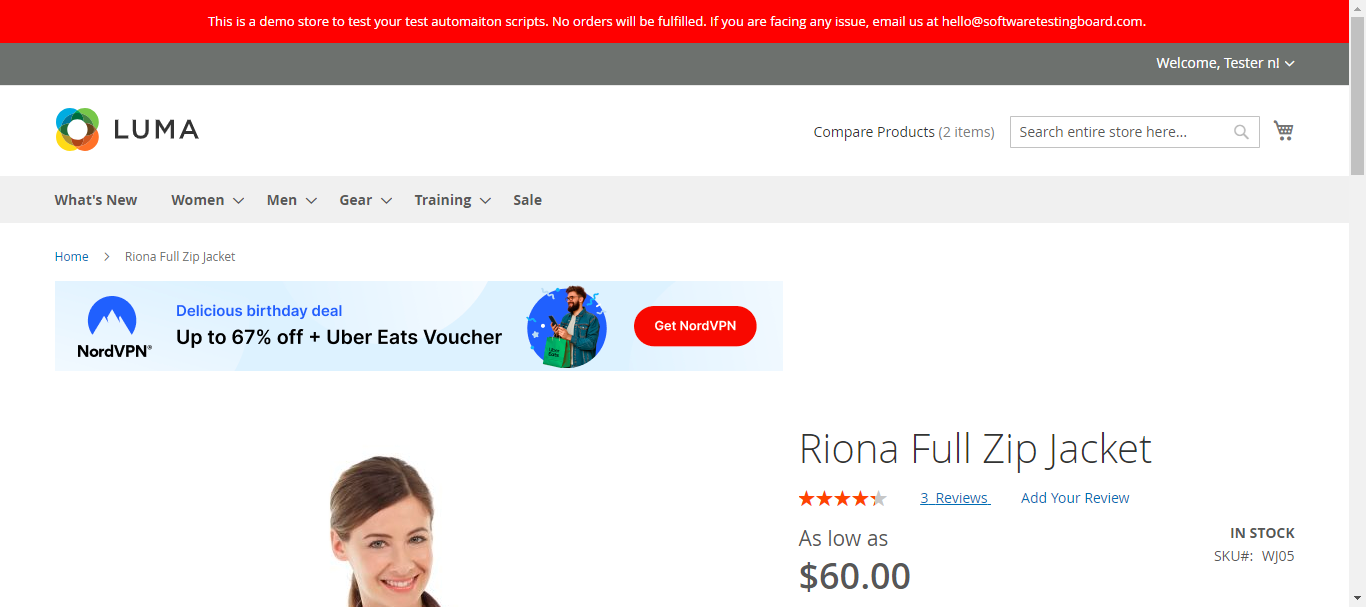 This is a demo store to test your test automaiton scripts. No orders will be fulfilled. If you are facing any issue, email us at hello@softwaretestingboard.com.
Welcome, Tester n!
LUMA
Compare Products (2 items)
Search entire store here...
What's New Women Men Gear Training Sale
Home Riona Full Zip Jacket
NordVPN®
Delicious birthday deal
Up to 67% off + Uber Eats Voucher
Get NordVPN
Riona Full Zip Jacket
3 Reviews Add Your Review
As low as
$60.00
IN STOCK
SKU#: WJ05